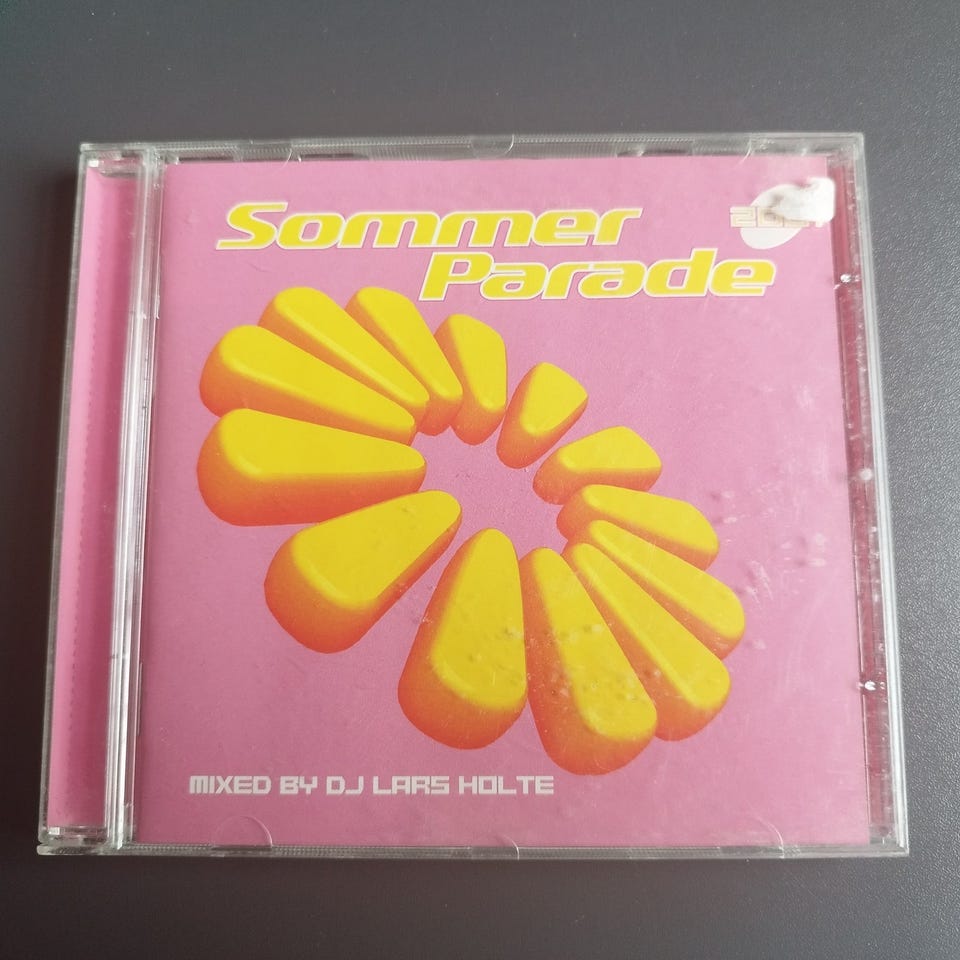 Sommer
Parade
MIXED BY DJ LARS HOLTE